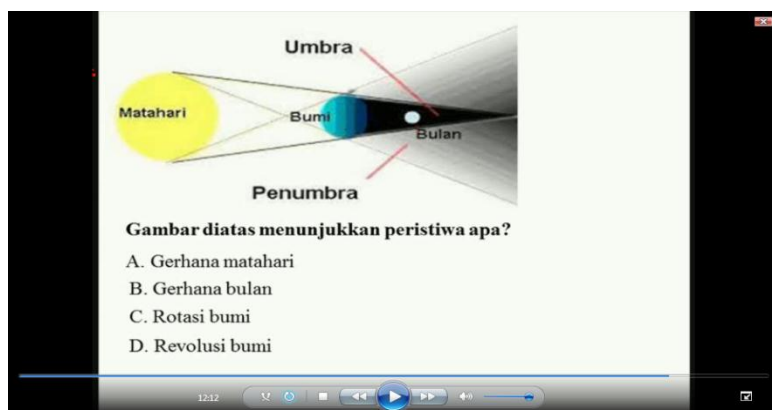 Umbra
Matahari
Bumi
Bulan
Penumbra
Gambar diatas menunjukkan peristiwa apa?
A. Gerhana matahari
B. Gerhana bulan
C. Rotasi bumi
D. Revolusi bumi
12:12